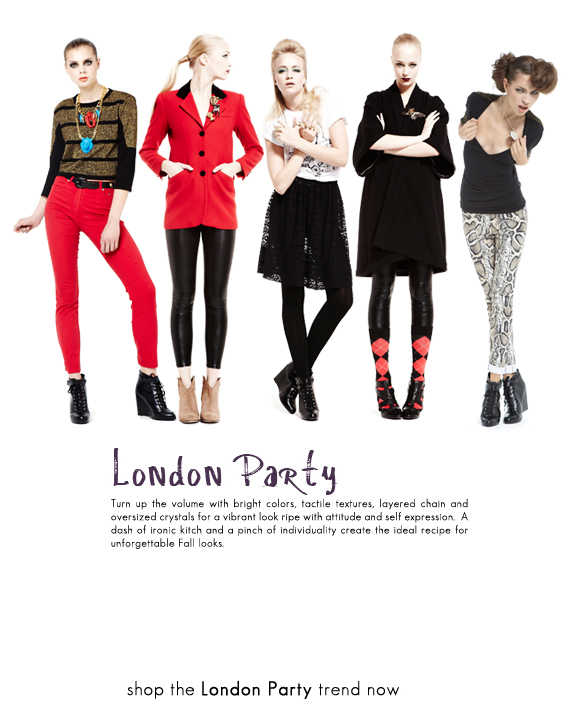 London Party
Turn up the volume with bright colors, tactile textures, layered chain and
oversized crystals for a vibrant look ripe with attitude and self expression.  A
dash of ironic kitch and a pinch of individuality create the ideal recipe for
unforgettable Fall looks.
shop the London Party trend now